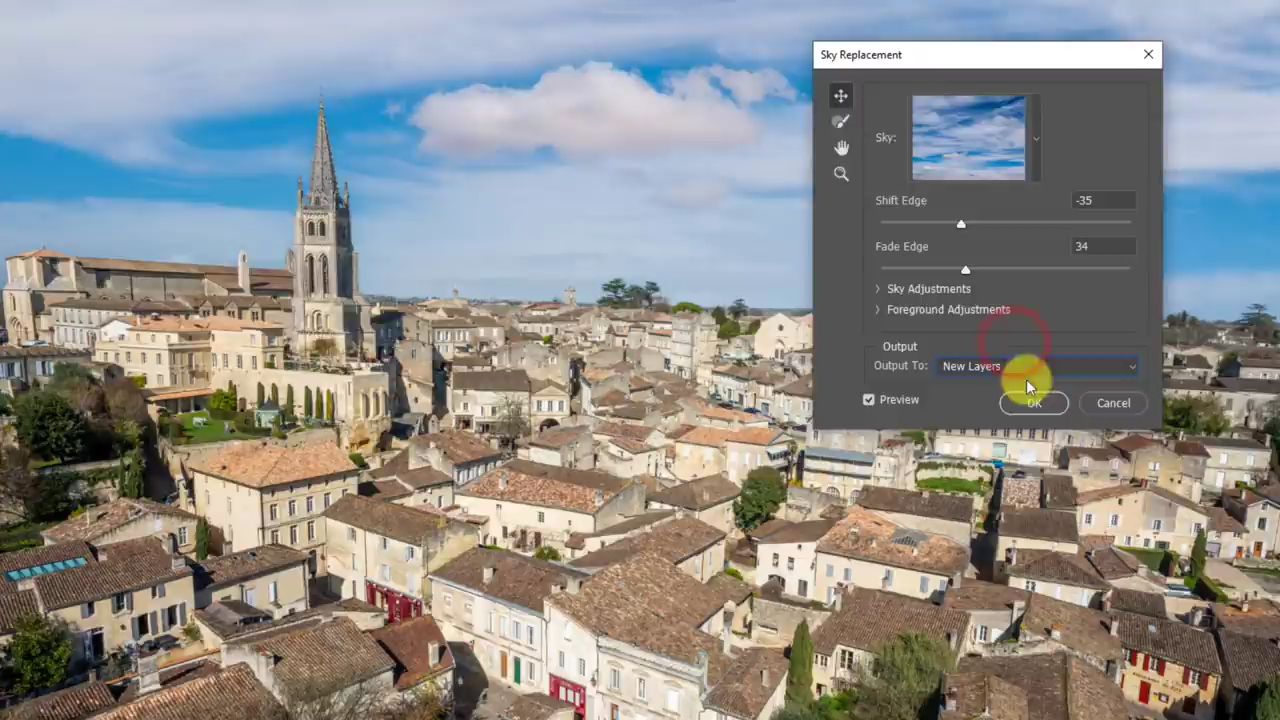 Sky Replacement
Sky:
Shift Edge
-35
Fade Edge
34
Sky Adjustments
Foreground Adjustments
Output
Output To: New Layers
Preview
OK
Cancel